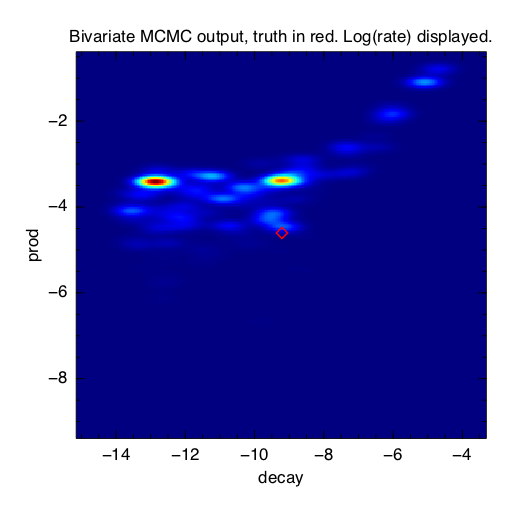 Bivariate MCMC output, truth in red. Log(rate) displayed.
−2
−4
prod
−6
−8
−14 −12 −10 −8 −6 −4
decay